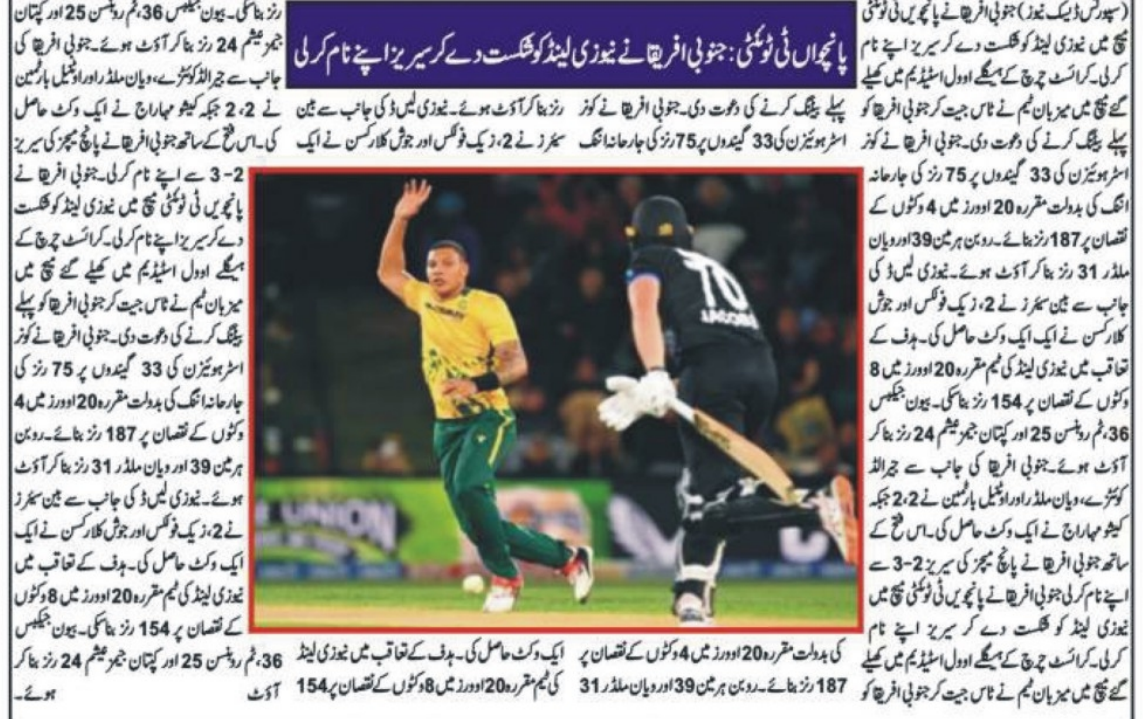 پانچواں ٹی ٹوئنٹی: جنوبی افریقا نے نیوزی لینڈ کو شکست دے کر سیریز اپنے نام کرلی
(سپورٹس ڈیسک نیوز) جنوبی افریقا نے پانچویں ٹی ٹوئنٹی
میچ میں نیوزی لینڈ کو شکست دے کر سیریز اپنے نام
کرلی۔ کرائسٹ چرچ کے ہیگلے اوول اسٹیڈیم میں کھیلے
گئے میچ میں میزبان ٹیم نے ٹاس جیت کر جنوبی افریقا کو
پہلے بیٹنگ کرنے کی دعوت دی۔ جنوبی افریقا نے کونر
اسٹرہوئیزن کی 33 گیندوں پر 75 رنز کی جارحانہ
اننگ کی بدولت مقررہ 20 اوورز میں 4 وکٹوں کے
نقصان پر 187 رنز بنائے۔ روبن ہرمین 39 اور ویان
ملڈر 31 رنز بنا کر آؤٹ ہوئے۔ نیوزی لیںڈ کی
جانب سے بین سیئرز نے 2، زیک فولکس اور جوش
کلارکسن نے ایک ایک وکٹ حاصل کی۔ ہدف کے
تعاقب میں نیوزی لینڈ کی ٹیم مقررہ 20 اوورز میں 8
وکٹوں کے نقصان پر 154 رنز بناسکی۔ بیون جیکبس
36، ٹم روبنسن 25 اور کپتان جیمز نیشم 24 رنز بنا کر
آؤٹ ہوئے۔ جنوبی افریقا کی جانب سے جیرالڈ
کوئٹزے، ویان ملڈر اور اوٹنیل بارٹمین نے 2،2 جبکہ
کیشو مہاراج نے ایک وکٹ حاصل کی۔ اس فتح کے
ساتھ جنوبی افریقا نے پانچ میچز کی سیریز 2-3 سے
اپنے نام کرلی جنوبی افریقا نے پانچویں ٹی ٹوئنٹی میچ میں
نیوزی لینڈ کو شکست دے کر سیریز اپنے نام
کرلی۔ کرائسٹ چرچ کے ہیگلے اوول اسٹیڈیم میں کھیلے
گئے میچ میں میزبان ٹیم نے ٹاس جیت کر جنوبی افریقا کو
پہلے بیٹنگ کرنے کی دعوت دی۔ جنوبی افریقا نے کونر
اسٹرہوئیزن کی 33 گیندوں پر 75 رنز کی جارحانہ اننگ
کی بدولت مقررہ 20 اوورز میں 4 وکٹوں کے نقصان پر
187 رنز بنائے۔ روبن ہرمین 39 اور ویان ملڈر 31
رنز بنا کر آؤٹ ہوئے۔ نیوزی لیںڈ کی جانب سے بین
سیئرز نے 2، زیک فولکس اور جوش کلارکسن نے ایک
ایک وکٹ حاصل کی۔ ہدف کے تعاقب میں نیوزی لینڈ
کی ٹیم مقررہ 20 اوورز میں 8 وکٹوں کے نقصان پر 154
رنز بناسکی۔ بیون جیکبس 36، ٹم روبنسن 25 اور کپتان
جیمز نیشم 24 رنز بنا کر آؤٹ ہوئے۔ جنوبی افریقا کی
جانب سے جیرالڈ کوئٹزے، ویان ملڈر اور اوٹنیل بارٹمین
نے 2،2 جبکہ کیشو مہاراج نے ایک وکٹ حاصل
کی۔ اس فتح کے ساتھ جنوبی افریقا نے پانچ میچز کی سیریز
2-3 سے اپنے نام کرلی۔ جنوبی افریقا نے
پانچویں ٹی ٹوئنٹی میچ میں نیوزی لینڈ کو شکست
دے کر سیریز اپنے نام کرلی۔ کرائسٹ چرچ کے
ہیگلے اوول اسٹیڈیم میں کھیلے گئے میچ میں
میزبان ٹیم نے ٹاس جیت کر جنوبی افریقا کو پہلے
بیٹنگ کرنے کی دعوت دی۔ جنوبی افریقا نے کونر
اسٹرہوئیزن کی 33 گیندوں پر 75 رنز کی
جارحانہ اننگ کی بدولت مقررہ 20 اوورز میں 4
وکٹوں کے نقصان پر 187 رنز بنائے۔ روبن
ہرمین 39 اور ویان ملڈر 31 رنز بنا کر آؤٹ
ہوئے۔ نیوزی لیںڈ کی جانب سے بین سیئرز
نے 2، زیک فولکس اور جوش کلارکسن نے ایک
ایک وکٹ حاصل کی۔ ہدف کے تعاقب میں
نیوزی لینڈ کی ٹیم مقررہ 20 اوورز میں 8 وکٹوں
کے نقصان پر 154 رنز بناسکی۔ بیون جیکبس
36، ٹم روبنسن 25 اور کپتان جیمز نیشم 24 رنز بنا کر
آؤٹ ہوئے۔
UNION
70
JACOBS